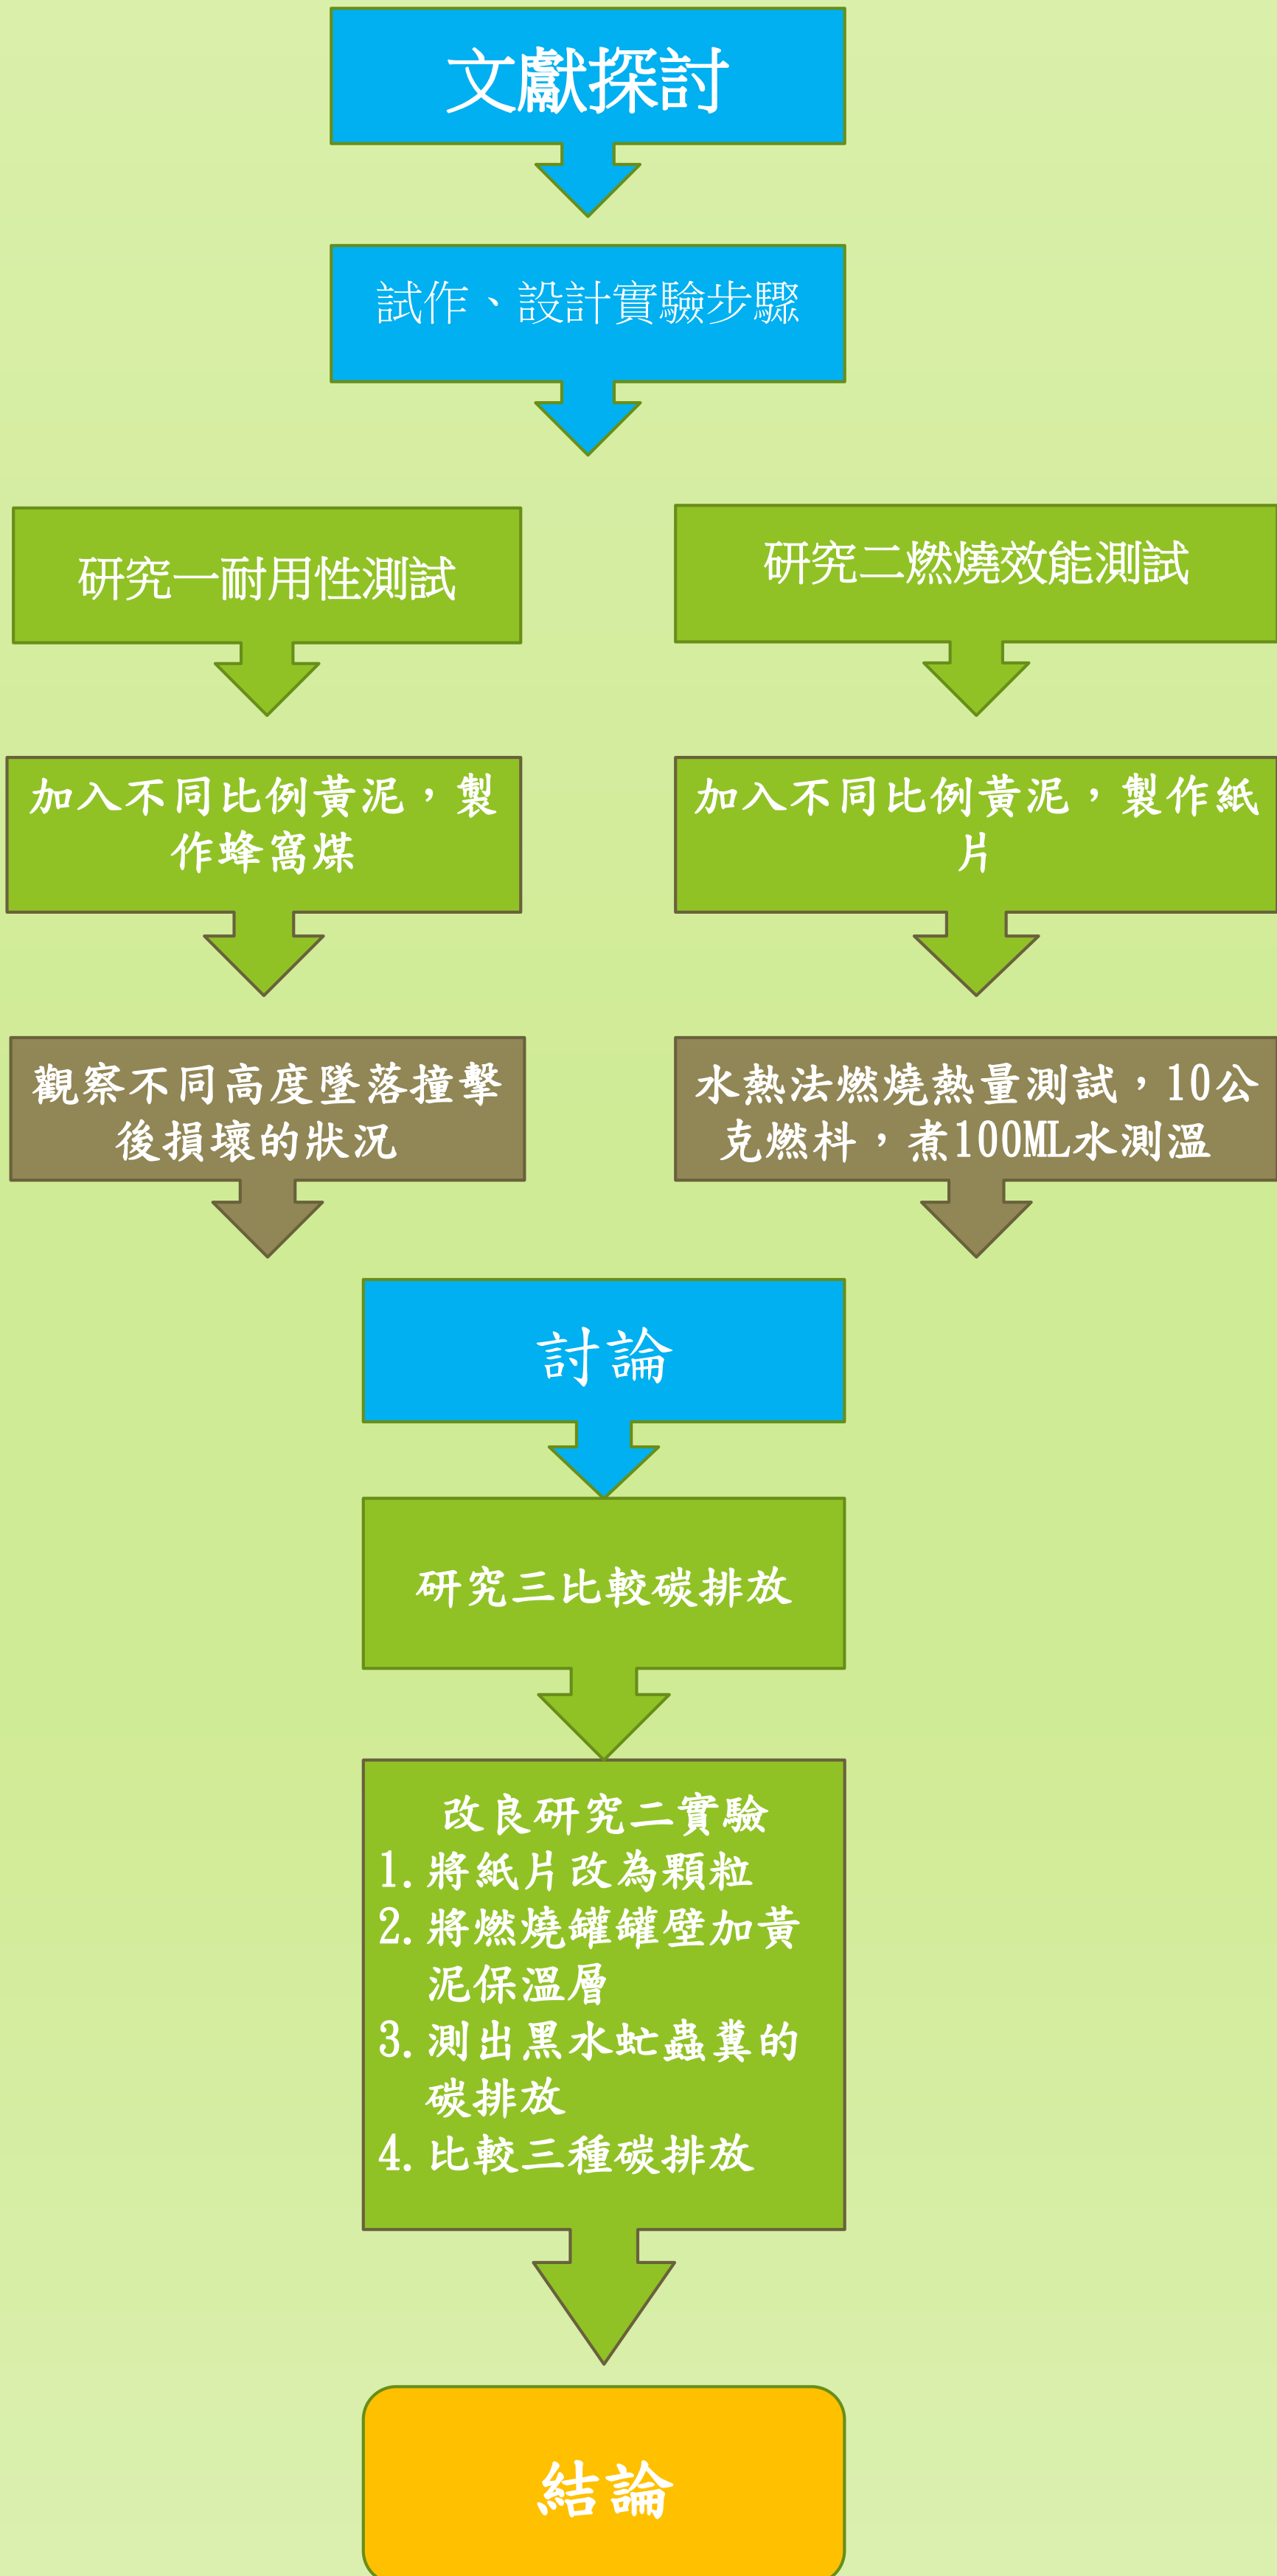 文獻探討
試作、設計實驗步驟
研究一耐用性測試
研究二燃燒效能測試
加入不同比例黃泥，製
作蜂窩煤
加入不同比例黃泥，製作紙
片
觀察不同高度墜落撞擊
後損壞的狀況
水熱法燃燒熱量測試，10公
克燃料，煮100ML水測溫
討論
研究三比較碳排放
改良研究二實驗
1.將紙片改為顆粒
2.將燃燒罐罐壁加黃
泥保溫層
3.測出黑水虻蟲糞的
碳排放
4.比較三種碳排放
結論